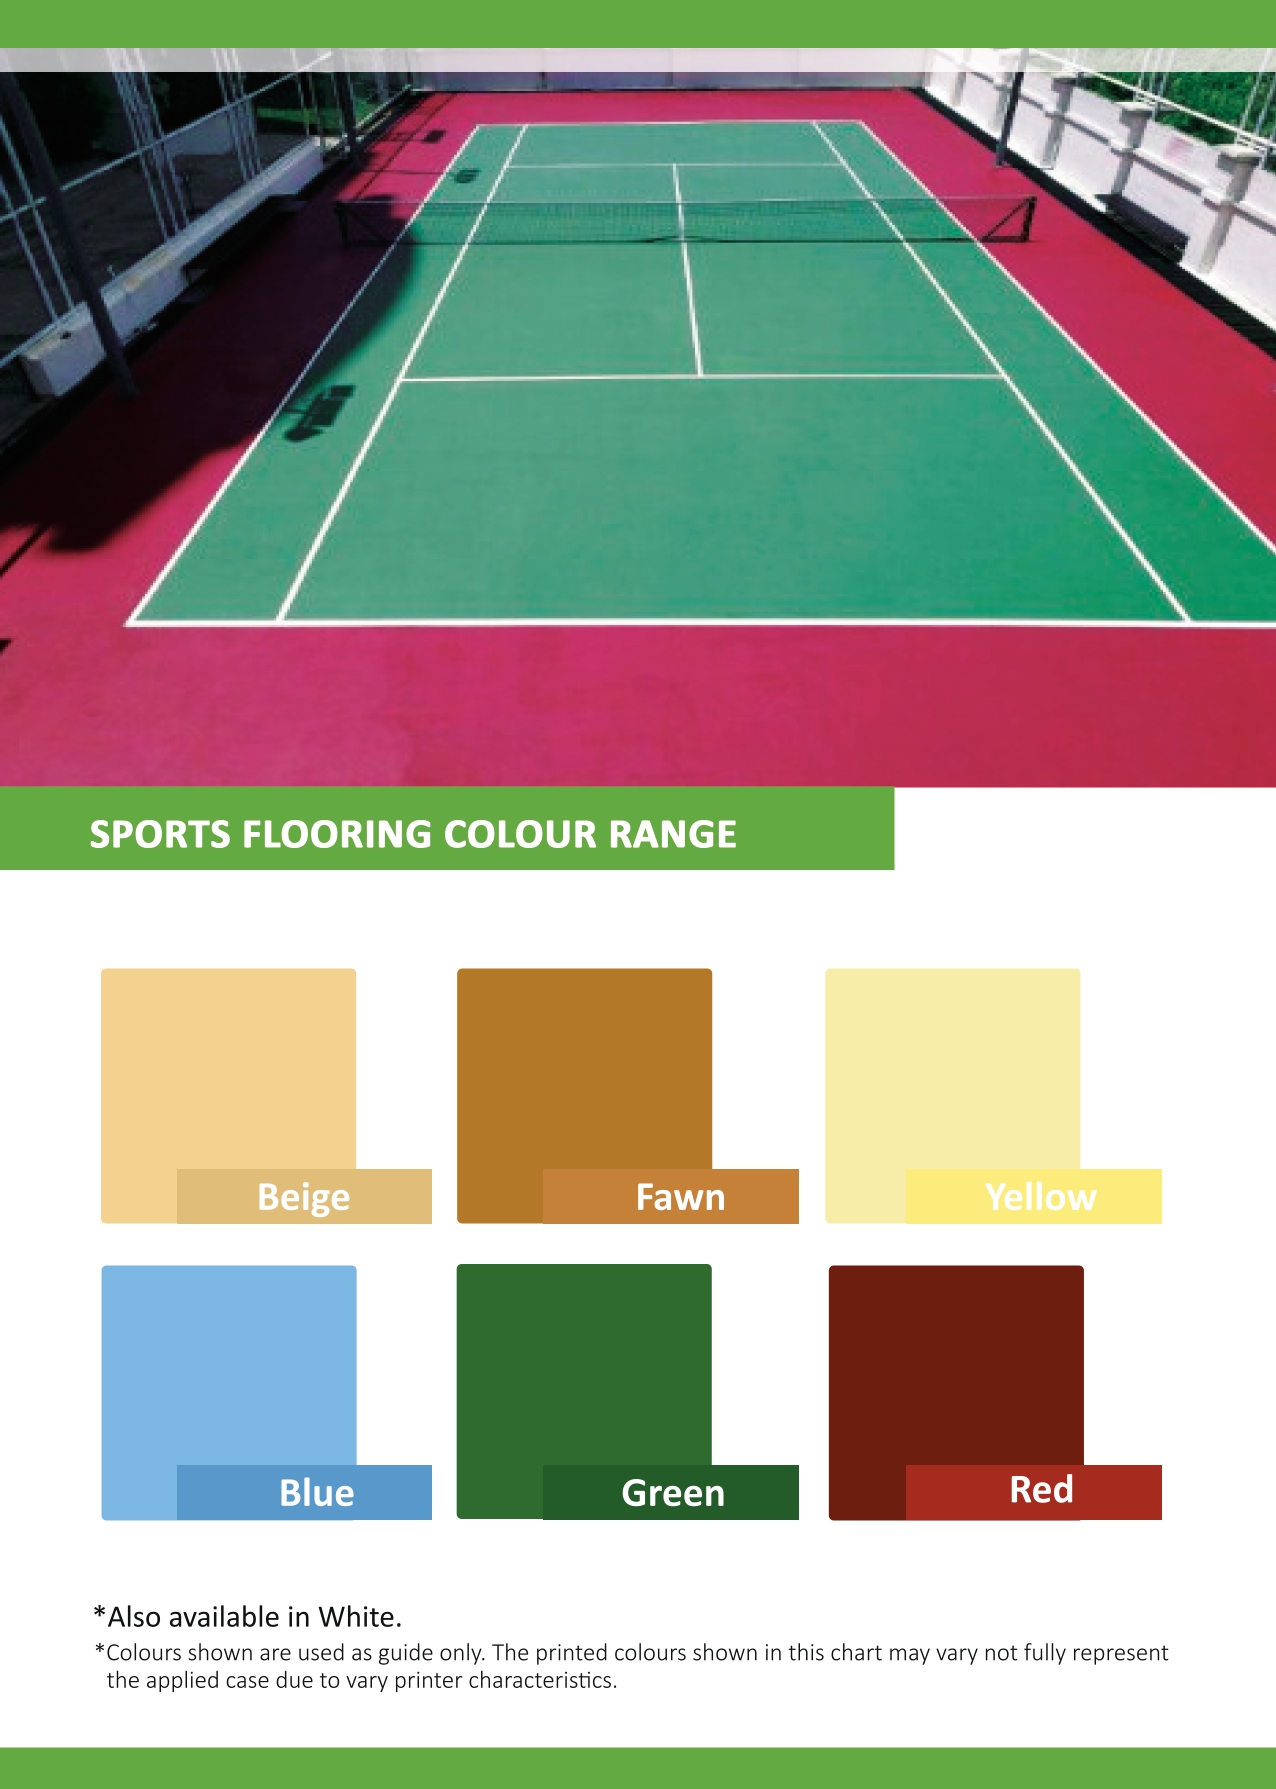 SPORTS FLOORING COLOUR RANGE
Beige
Fawn
Yellow
Blue
Green
Red
*Also available in White.
*Colours shown are used as guide only. The printed colours shown in this chart may vary not fully represent
the applied case due to vary printer characteristics.